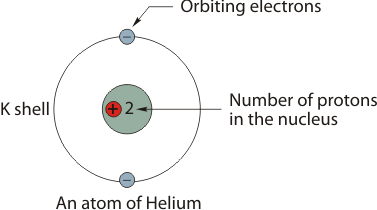 Orbiting electrons
−
K shell
+ 2
Number of protons
in the nucleus
−
An atom of Helium